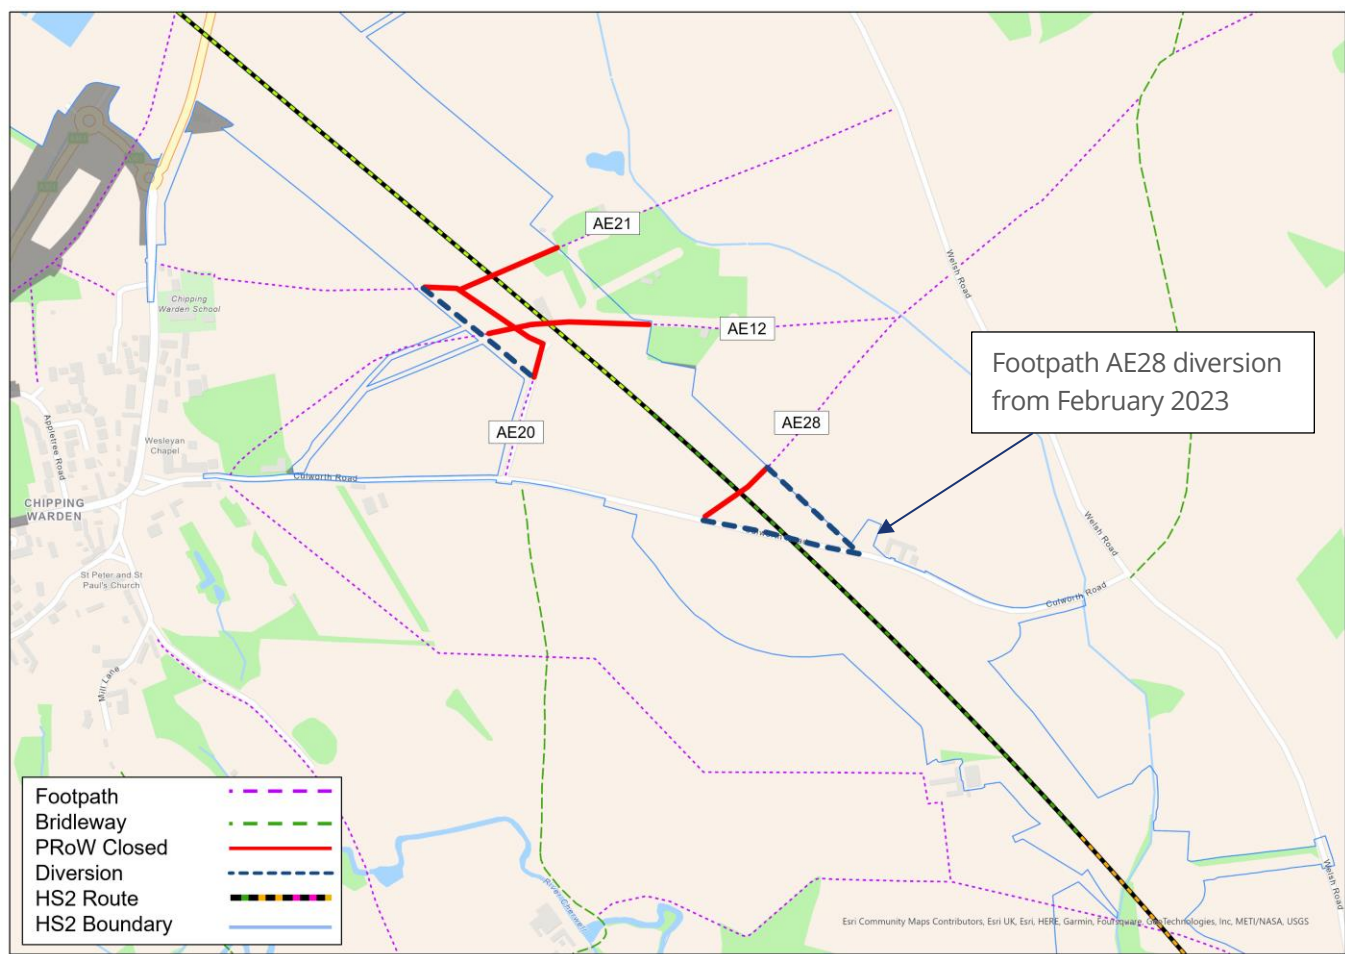 AE21
Chipping
Warden School
Welsh Road
AE12
Footpath AE28 diversion
from February 2023
Appletree Road
Wesleyan
Chapel
AE20
AE28
Culworth Road
CHIPPING
WARDEN
Welsh Road
St Peter and St
Paul's Church
Culworth Road
Mill Lane
Footpath
Bridleway
PRoW Closed
Diversion
HS2 Route
HS2 Boundary
River Cherwell
Welsh Road
Esri Community Maps Contributors, Esri UK, Esri, HERE, Garmin, Foursquare, GeoTechnologies, Inc, METI/NASA, USGS